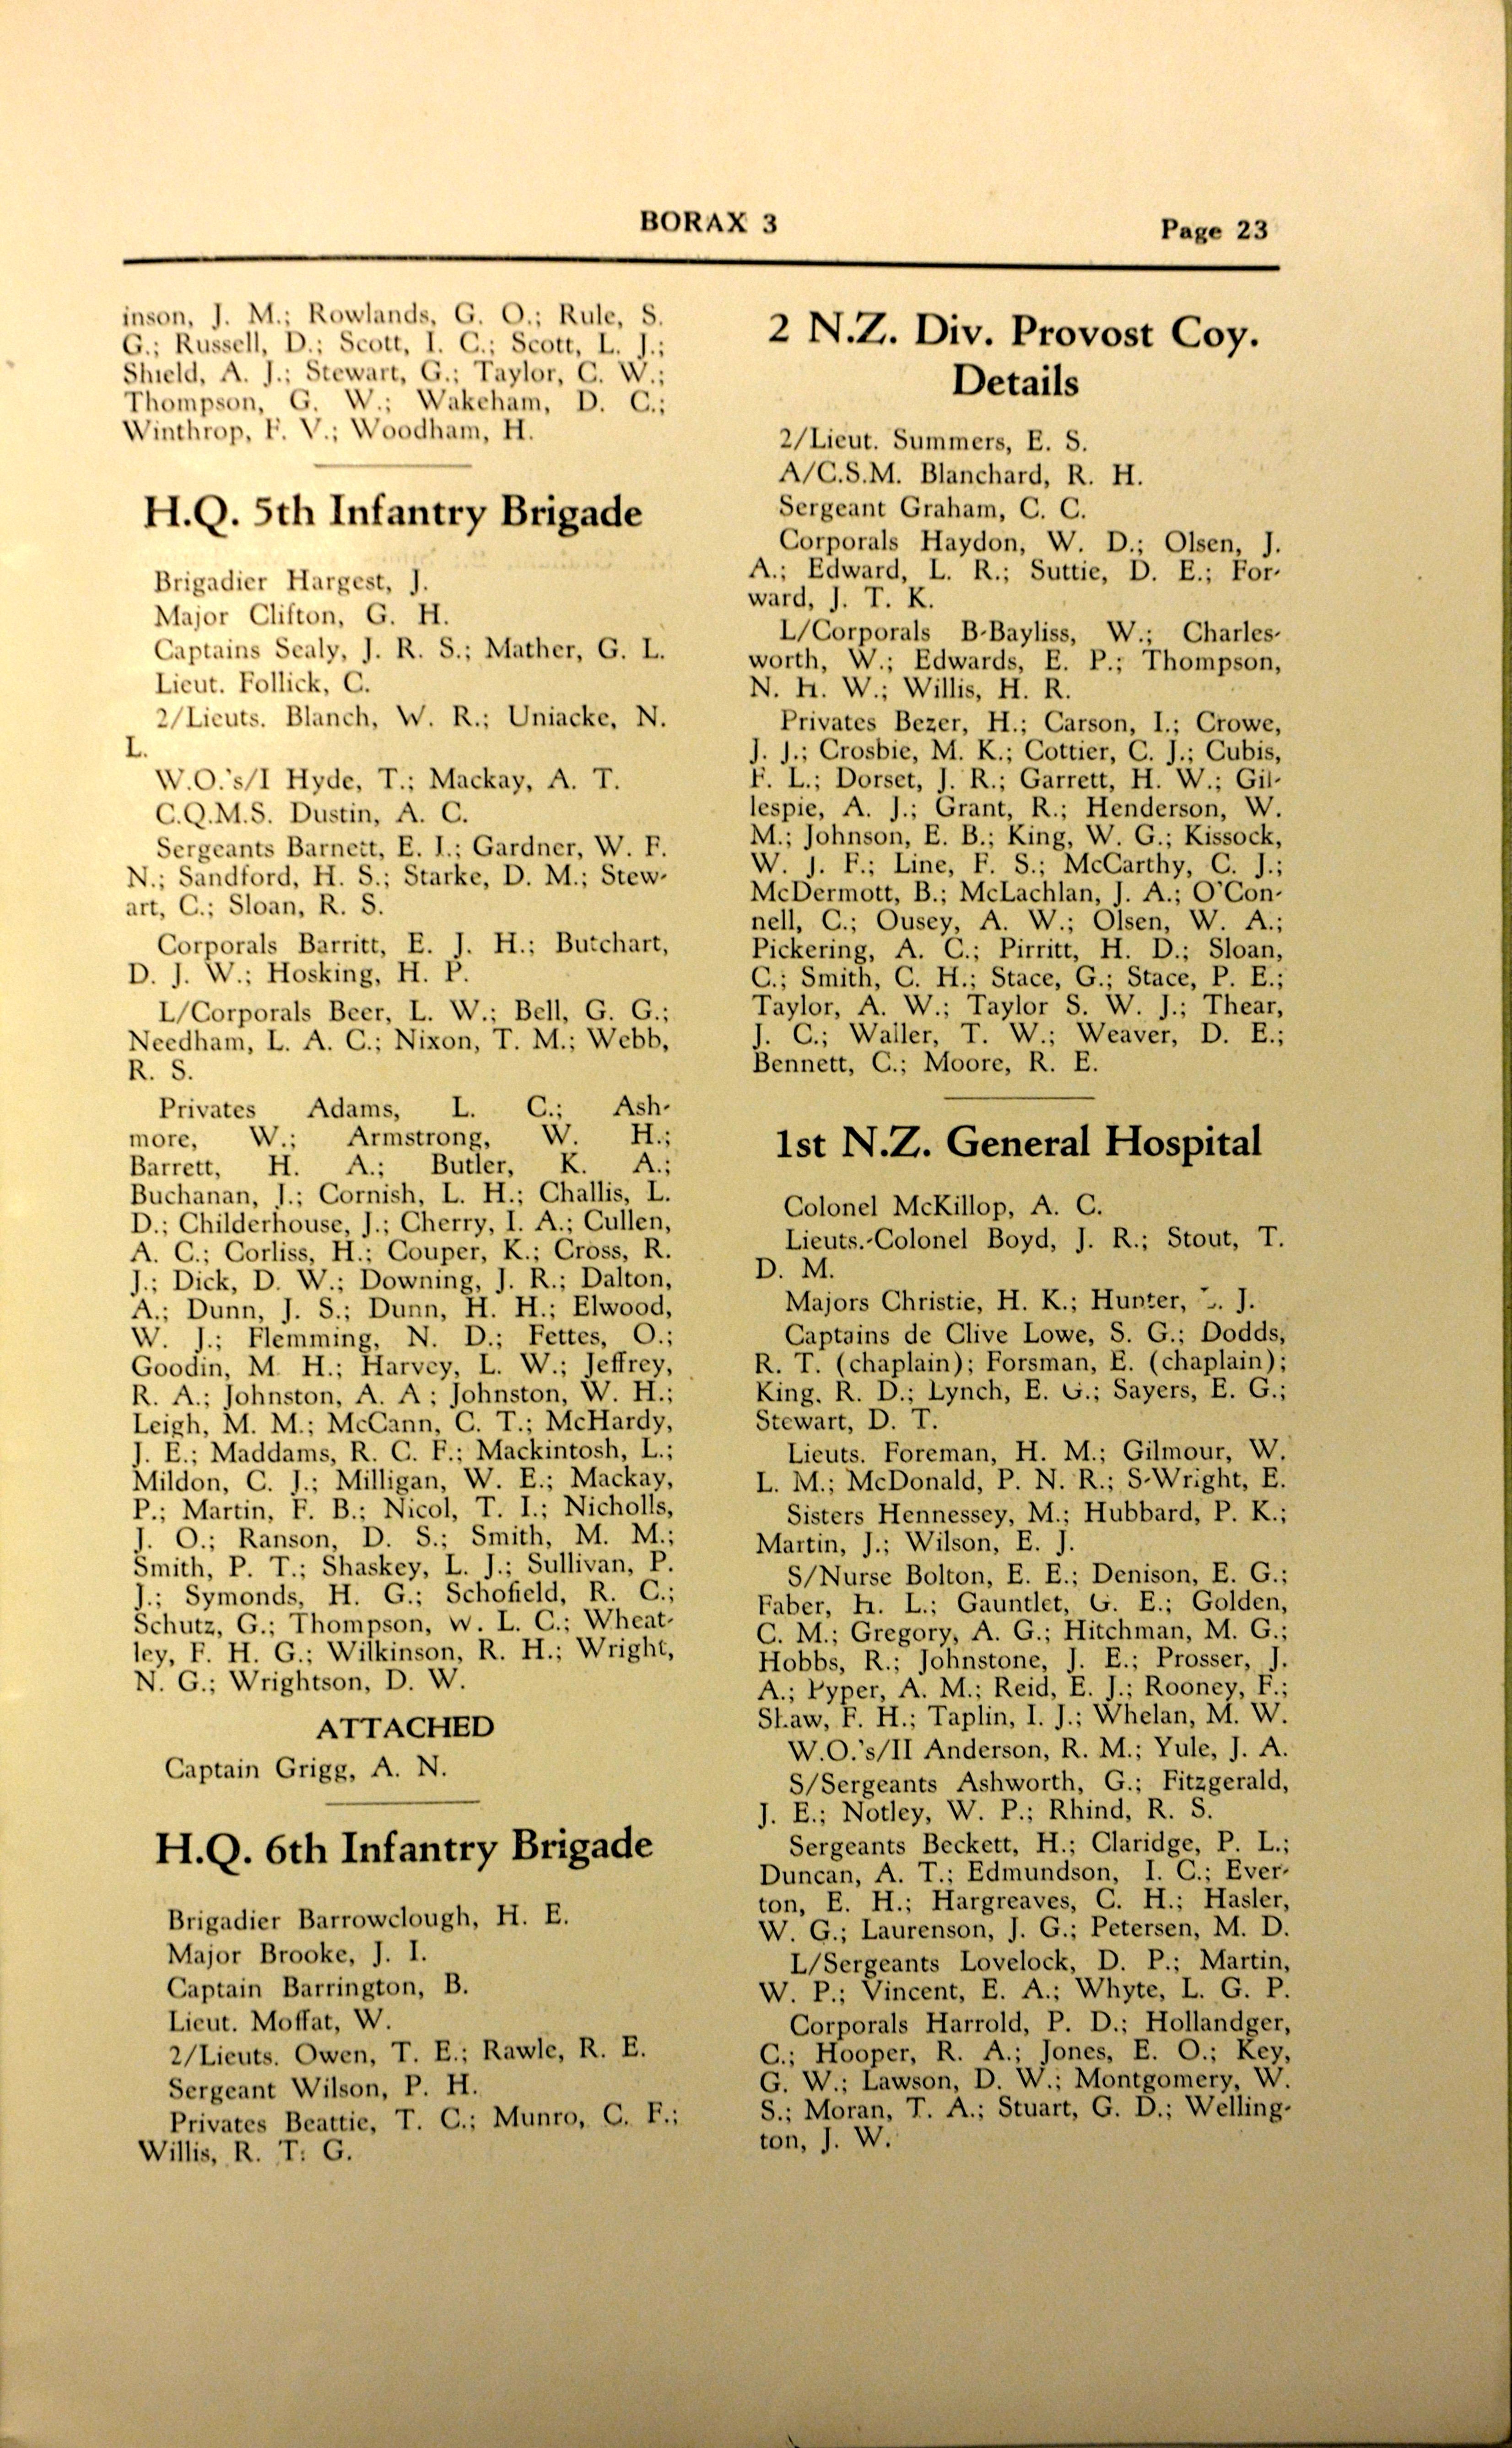 BORAX 3
Page 23
inson, J. M.; Rowlands, G. O.; Rule, S.
G.; Russell, D.; Scott, I. C.; Scott, L. J.;
Shield, A. J.; Stewart, G.; Taylor, C. W.;
Thompson, G. W.; Wakeham, D. C.;
Winthrop, F. V.; Woodham, H.
H.Q. 5th Infantry Brigade
Brigadier Hargest, J.
Major Clifton, G. H.
Captains Sealy, J. R. S.; Mather, G. L.
Lieut. Follick, C.
2/Lieuts. Blanch, W. R.; Uniacke, N.
L.
W.O.'s/I Hyde, T.; Mackay, A. T.
C.Q.M.S. Dustin, A. C.
Sergeants Barnett, E. I.; Gardner, W. F.
N.; Sandford, H. S.; Starke, D. M.; Stew-
art, C.; Sloan, R. S.
Corporals Barritt, E. J. H.; Butchart,
D. J. W.; Hosking, H. P.
L/Corporals Beer, L. W.; Bell, G. G.;
Needham, L. A. C.; Nixon, T. M.; Webb,
R. S.
Privates Adams, L. C.; Ash-
more, W.; Armstrong, W. H.;
Barrett, H. A.; Butler, K. A.;
Buchanan, J.; Cornish, L. H.; Challis, L.
D.; Childerhouse, J.; Cherry, I. A.; Cullen,
A. C.; Corliss, H.; Couper, K.; Cross, R.
J.; Dick, D. W.; Downing, J. R.; Dalton,
A.; Dunn, J. S.; Dunn, H. H.; Elwood,
W. J.; Flemming, N. D.; Fettes, O.;
Goodin, M. H.; Harvey, L. W.; Jeffrey,
R. A.; Johnston, A. A ; Johnston, W. H.;
Leigh, M. M.; McCann, C. T.; McHardy,
J. E.; Maddams, R. C. F.; Mackintosh, L.;
Mildon, C. J.; Milligan, W. E.; Mackay,
P.; Martin, F. B.; Nicol, T. I.; Nicholls,
J. O.; Ranson, D. S.; Smith, M. M.;
Smith, P. T.; Shaskey, L. J.; Sullivan, P.
J.; Symonds, H. G.; Schofield, R. C.;
Schutz, G.; Thompson, w. L. C.; Wheat-
ley, F. H. G.; Wilkinson, R. H.; Wright,
N. G.; Wrightson, D. W.
ATTACHED
Captain Grigg, A. N.
H.Q. 6th Infantry Brigade
Brigadier Barrowclough, H. E.
Major Brooke, J. I.
Captain Barrington, B.
Lieut. Moffat, W.
2/Lieuts. Owen, T. E.; Rawle, R. E.
Sergeant Wilson, P. H.
Privates Beattie, T. C.; Munro, C. F.;
Willis, R. T: G.
2 N.Z. Div. Provost Coy.
Details
2/Lieut. Summers, E. S.
A/C.S.M. Blanchard, R. H.
Sergeant Graham, C. C.
Corporals Haydon, W. D.; Olsen, J.
A.; Edward, L. R.; Suttie, D. E.; For-
ward, J. T. K.
L/Corporals B-Bayliss, W.; Charles-
worth, W.; Edwards, E. P.; Thompson,
N. H. W.; Willis, H. R.
Privates Bezer, H.; Carson, I.; Crowe,
J. J.; Crosbie, M. K.; Cottier, C. J.; Cubis,
F. L.; Dorset, J. R.; Garrett, H. W.; Gil-
lespie, A. J.; Grant, R.; Henderson, W.
M.; Johnson, E. B.; King, W. G.; Kissock,
W. J. F.; Line, F. S.; McCarthy, C. J.;
McDermott, B.; McLachlan, J. A.; O'Con-
nell, C.; Ousey, A. W.; Olsen, W. A.;
Pickering, A. C.; Pirritt, H. D.; Sloan,
C.; Smith, C. H.; Stace, G.; Stace, P. E.;
Taylor, A. W.; Taylor S. W. J.; Thear,
J. C.; Waller, T. W.; Weaver, D. E.;
Bennett, C.; Moore, R. E.
1st N.Z. General Hospital
Colonel McKillop, A. C.
Lieuts.-Colonel Boyd, J. R.; Stout, T.
D. M.
Majors Christie, H. K.; Hunter, J.
Captains de Clive Lowe, S. G.; Dodds,
R. T. (chaplain); Forsman, E. (chaplain);
King. R. D.; Lynch, E. G.; Sayers, E. G.;
Stewart, D. T.
Lieuts. Foreman, H. M.; Gilmour, W.
L. M.; McDonald, P. N. R.; S-Wright, E.
Sisters Hennessey, M.; Hubbard, P. K.;
Martin, J.; Wilson, E. J.
S/Nurse Bolton, E. E.; Denison, E. G.;
Faber, H. L.; Gauntlet, G. E.; Golden,
C. M.; Gregory, A. G.; Hitchman, M. G.;
Hobbs, R.; Johnstone, J. E.; Prosser, J.
A.; Pyper, A. M.; Reid, E. J.; Rooney, F.;
Shaw, F. H.; Taplin, I. J.; Whelan, M. W.
W.O.'s/II Anderson, R. M.; Yule, J. A.
S/Sergeants Ashworth, G.; Fitzgerald,
J. E.; Notley, W. P.; Rhind, R. S.
Sergeants Beckett, H.; Claridge, P. L.;
Duncan, A. T.; Edmundson, I. C.; Ever-
ton, E. H.; Hargreaves, C. H.; Hasler,
W. G.; Laurenson, J. G.; Petersen, M. D.
L/Sergeants Lovelock, D. P.; Martin,
W. P.; Vincent, E. A.; Whyte, L. G. P.
Corporals Harrold, P. D.; Hollandger,
C.; Hooper, R. A.; Jones, E. O.; Key,
G. W.; Lawson, D. W.; Montgomery, W.
S.; Moran, T. A.; Stuart, G. D.; Welling-
ton, J. W.